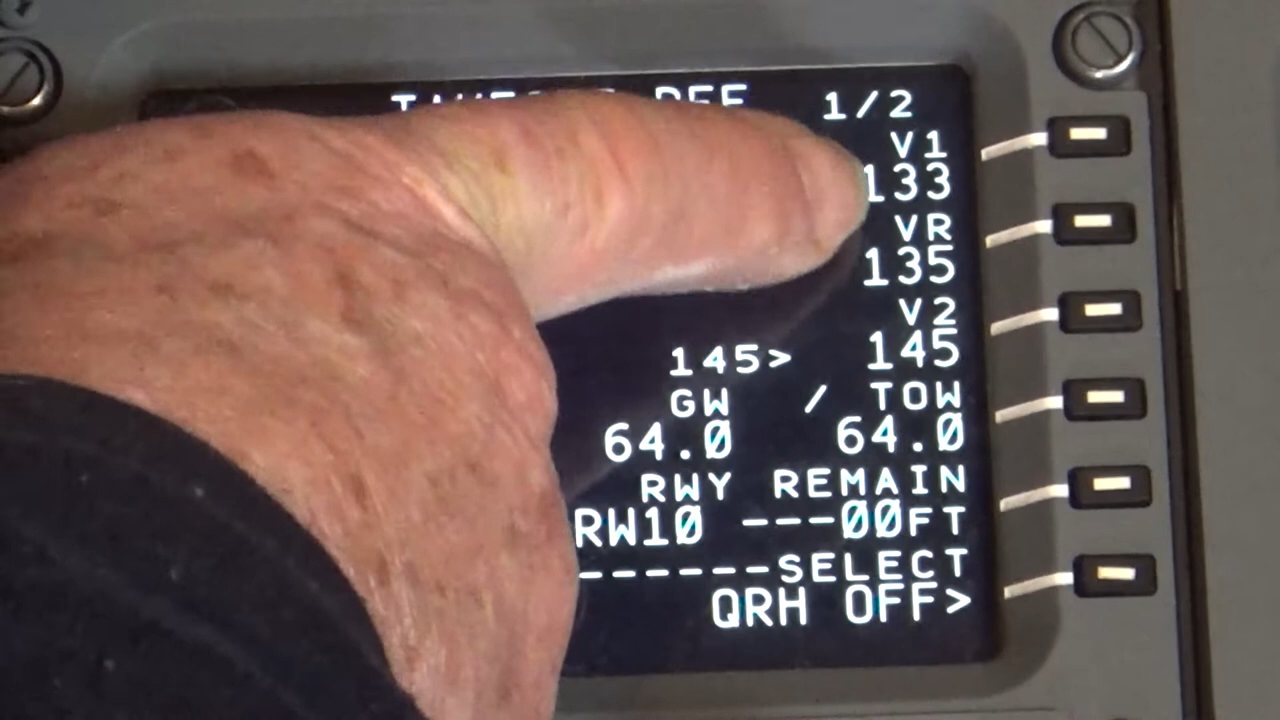 1/2
V1
133
VR
135
V2
145> 145
GW / TOW
64.0 64.0
RWY REMAIN
RW10 ---00FT
------SELECT
QRH OFF>